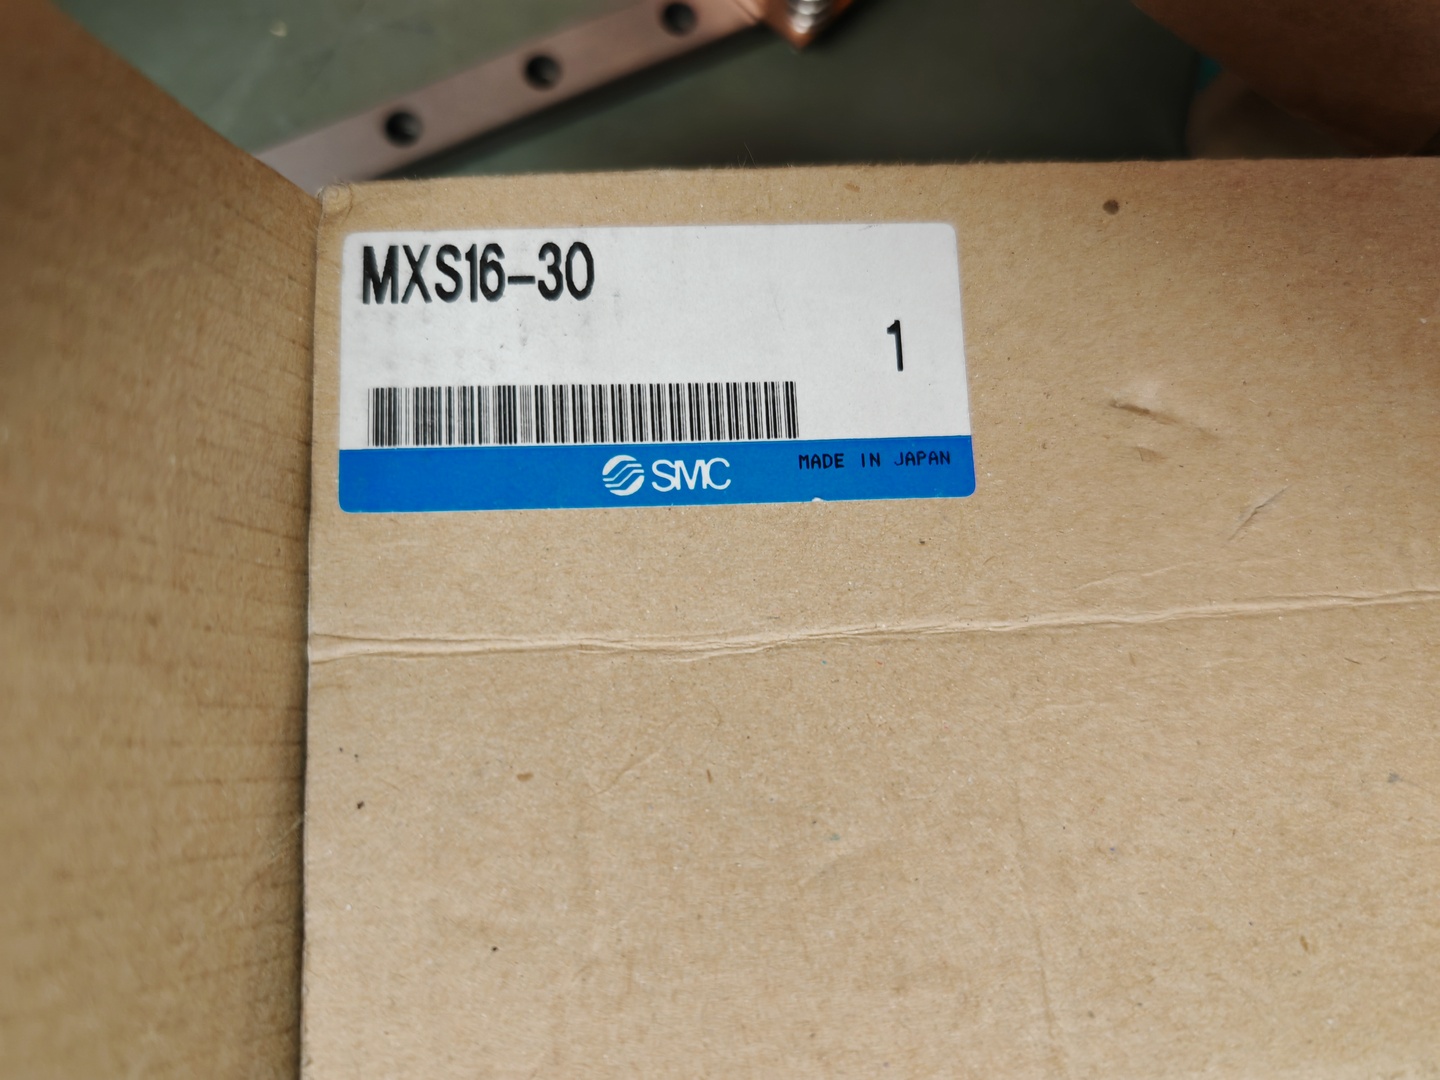 MXS16-30
1
SMC
MADE IN JAPAN